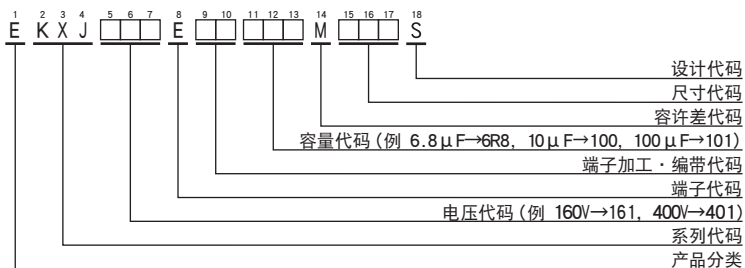 1 2 3 4 5 6 7 8 9 10 11 12 13 14 15 16 17 18
E K X J □□□ E □□ □□□ M □□□ S
设计代码
尺寸代码
容许差代码
容量代码(例 6.8μF→6R8, 10μF→100, 100μF→101)
端子加工・编带代码
端子代码
电压代码(例 160V→161, 400V→401)
系列代码
产品分类